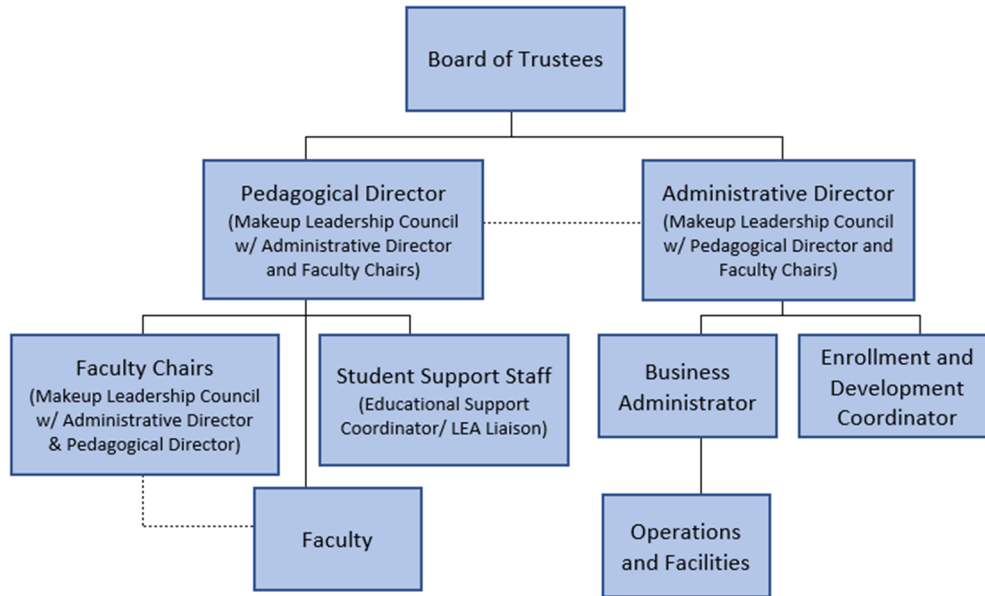 Board of Trustees
Pedagogical Director
(Makeup Leadership Council
w/ Administrative Director
and Faculty Chairs)
Administrative Director
(Makeup Leadership Council
w/ Pedagogical Director and
Faculty Chairs)
Faculty Chairs
(Makeup Leadership Council
w/ Administrative Director
& Pedagogical Director)
Student Support Staff
(Educational Support
Coordinator/ LEA Liaison)
Business
Administrator
Enrollment and
Development
Coordinator
Faculty
Operations
and Facilities